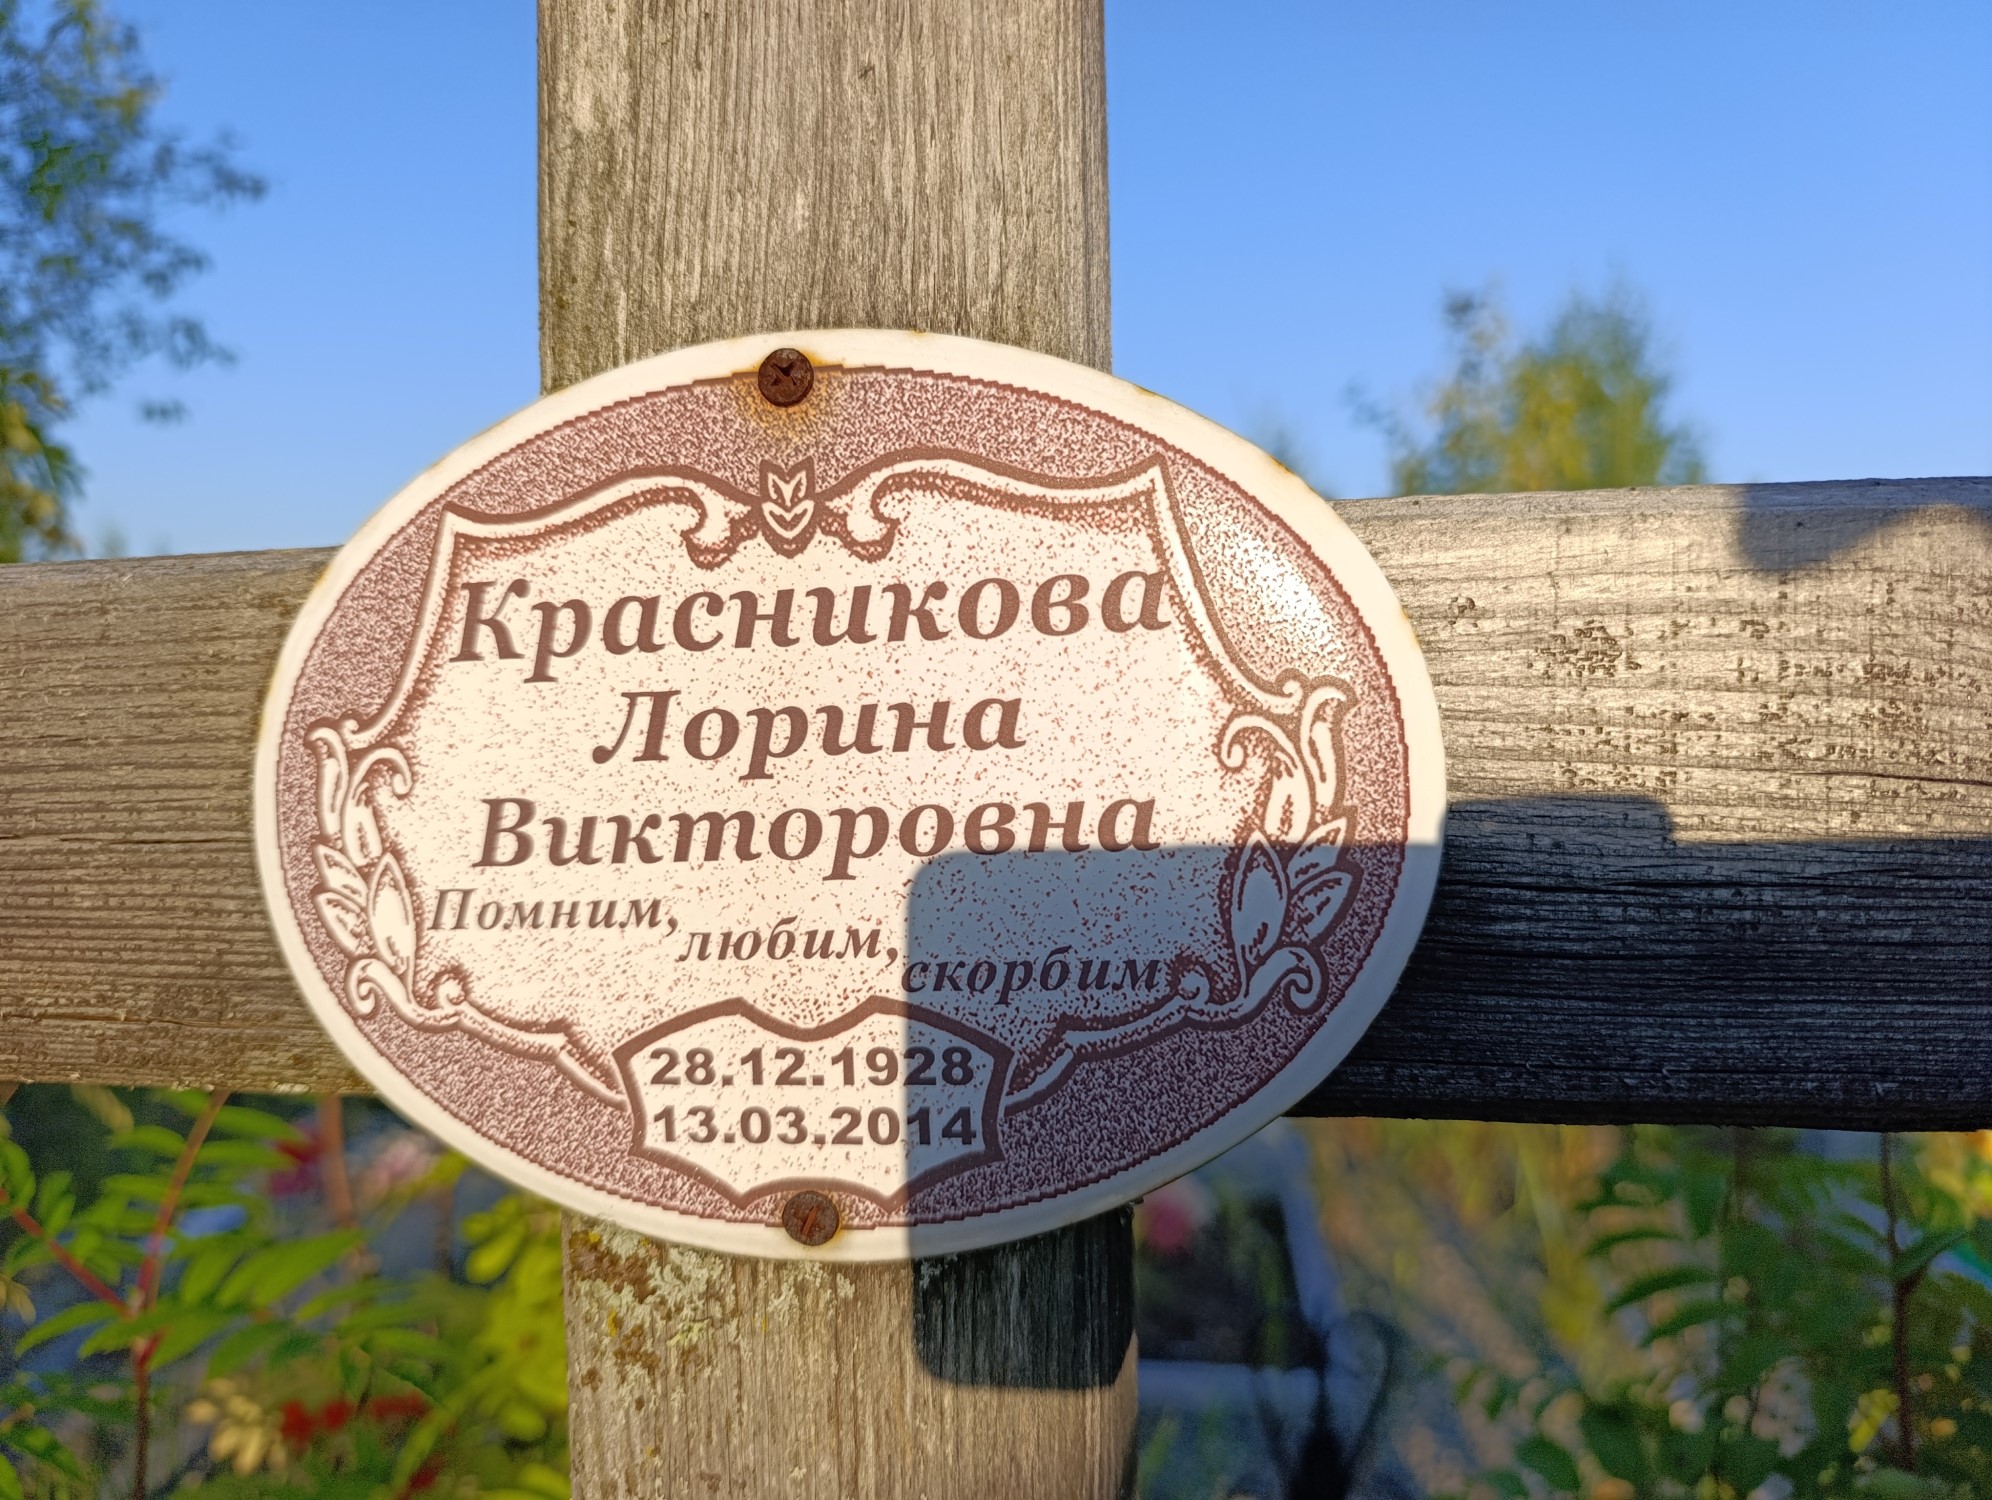 Красникова
Лорина
Викторовна
Помним,
любим,
скорбим
28.12.1928
13.03.2014